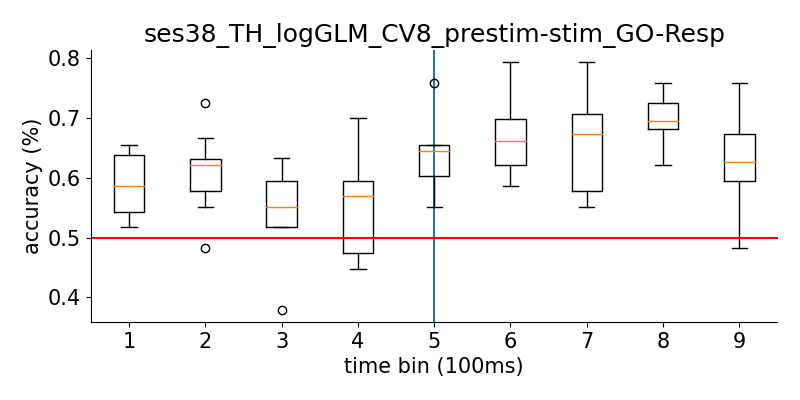 ses38_TH_logGLM_CV8_prestim-stim_GO-Resp
0.8
0.7
0.6
0.5
0.4
accuracy (%)
1 2 3 4 5 6 7 8 9
time bin (100ms)